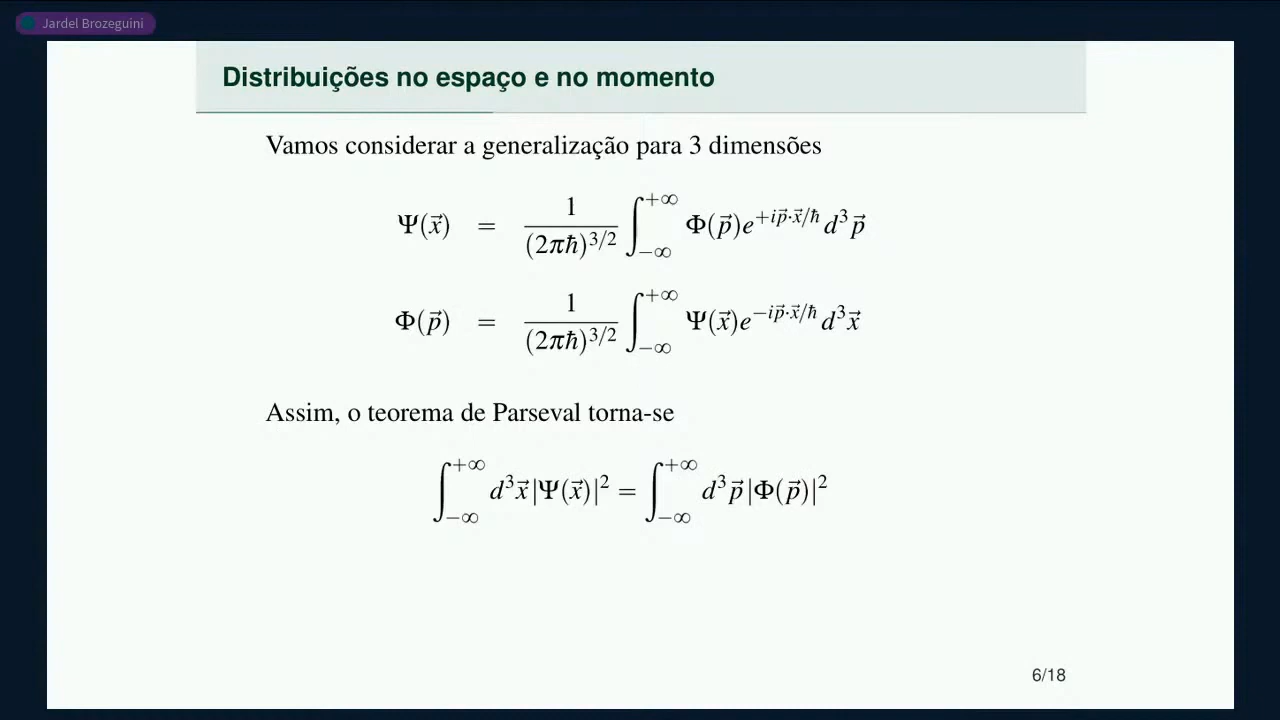 Jardel Brozeguini
Distribuições no espaço e no momento
Vamos considerar a generalização para 3 dimensões
Ψ(x⃗) = 1/(2πħ)^{3/2} ∫_{−∞}^{+∞} Φ(p⃗)e^{+ip⃗·x⃗/ħ} d³p⃗
Φ(p⃗) = 1/(2πħ)^{3/2} ∫_{−∞}^{+∞} Ψ(x⃗)e^{−ip⃗·x⃗/ħ} d³x⃗
Assim, o teorema de Parseval torna-se
∫_{−∞}^{+∞} d³x⃗|Ψ(x⃗)|² = ∫_{−∞}^{+∞} d³p⃗|Φ(p⃗)|²
6/18